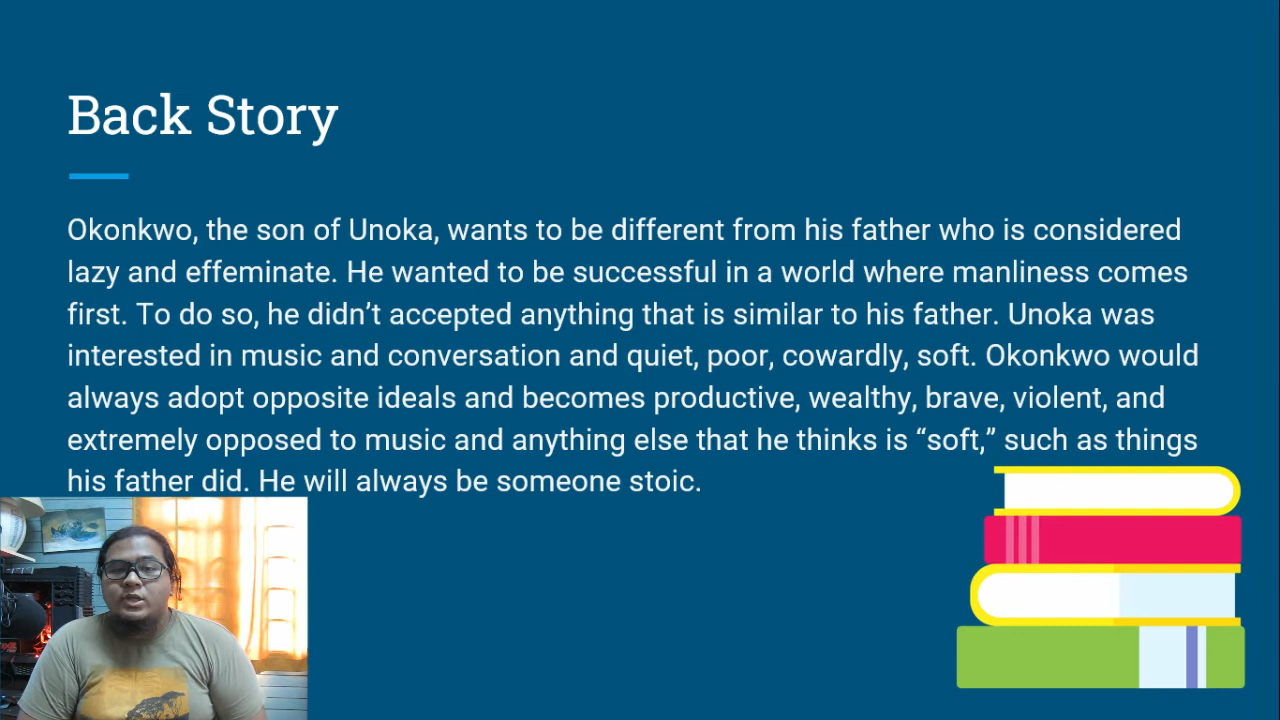 Back Story
Okonkwo, the son of Unoka, wants to be different from his father who is considered
lazy and effeminate. He wanted to be successful in a world where manliness comes
first. To do so, he didn’t accepted anything that is similar to his father. Unoka was
interested in music and conversation and quiet, poor, cowardly, soft. Okonkwo would
always adopt opposite ideals and becomes productive, wealthy, brave, violent, and
extremely opposed to music and anything else that he thinks is “soft,” such as things
his father did. He will always be someone stoic.